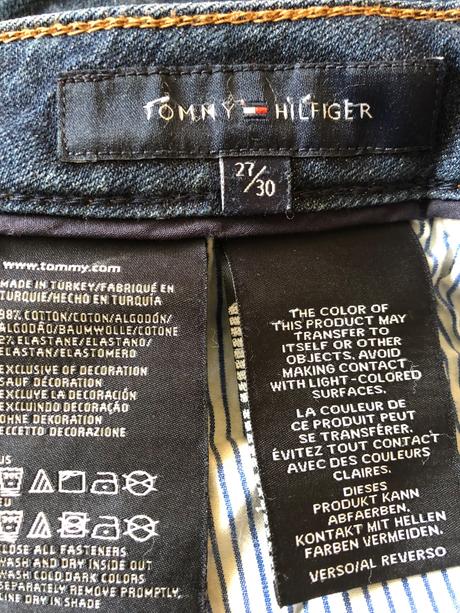 TOMMY HILFIGER
27/30
www.tommy.com
MADE IN TURKEY/FABRIQUÉ EN
TURQUIE/HECHO EN TURQUÍA
98% COTTON/COTON/ALGODÓN/
ALGODÃO/BAUMWOLLE/COTONE
2% ELASTANE/ELASTANO/
ELASTAN/ELASTOMERO
EXCLUSIVE OF DECORATION
SAUF DÉCORATION
EXCLUYE LA DECORACIÓN
EXCLUINDO DECORAÇÃO
OHNE DEKORATION
ECCETTO DECORAZIONE
US
CLOSE ALL FASTENERS
WASH AND DRY INSIDE OUT
WASH COLD DARK COLORS
SEPARATELY REMOVE PROMPTLY,
LINE DRY IN SHADE
THE COLOR OF
THIS PRODUCT MAY
TRANSFER TO
ITSELF OR OTHER
OBJECTS. AVOID
MAKING CONTACT
WITH LIGHT-COLORED
SURFACES.
LA COULEUR DE
CE PRODUIT PEUT
SE TRANSFÉRER.
ÉVITEZ TOUT CONTACT
AVEC DES COULEURS
CLAIRES.
DIESES
PRODUKT KANN
ABFAERBEN.
KONTAKT MIT HELLEN
FARBEN VERMEIDEN.
VERSO/AL REVERSO